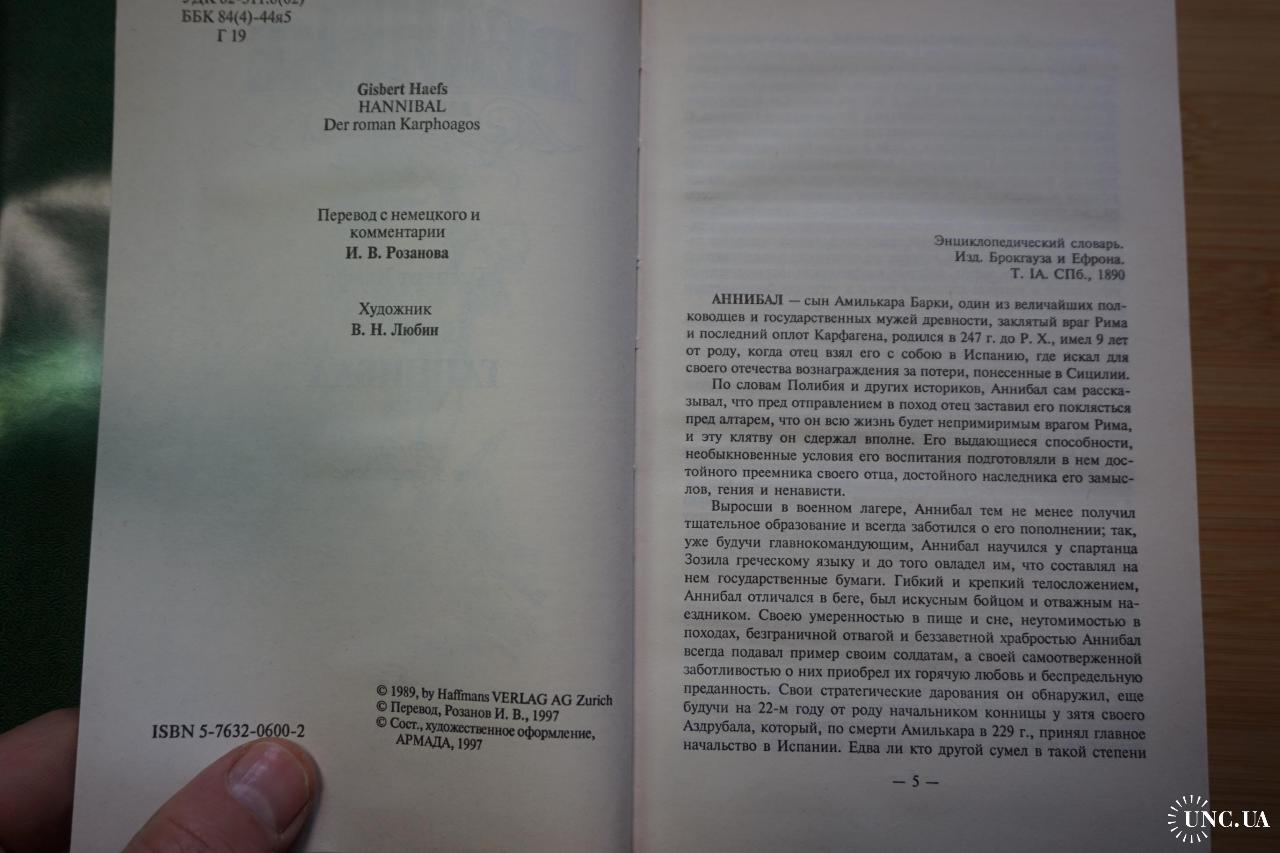 ББК 84(4)-44я5
Г 19
Gisbert Haefs
HANNIBAL
Der roman Karphoagos
Перевод с немецкого и
комментарии
И. В. Розанова
Художник
В. Н. Любин
ISBN 5-7632-0600-2
© 1989, by Haffmans VERLAG AG Zurich
© Перевод, Розанов И. В., 1997
© Сост., художественное оформление,
АРМАДА, 1997
Энциклопедический словарь.
Изд. Брокгауза и Ефрона.
Т. IA. СПб., 1890
АННИБАЛ — сын Амилькара Барки, один из величайших пол-
ководцев и государственных мужей древности, заклятый враг Рима
и последний оплот Карфагена, родился в 247 г. до Р. X., имел 9 лет
от роду, когда отец взял его с собою в Испанию, где искал для
своего отечества вознаграждения за потери, понесенные в Сицилии.
По словам Полибия и других историков, Аннибал сам расска-
зывал, что пред отправлением в поход отец заставил его поклясться
пред алтарем, что он всю жизнь будет непримиримым врагом Рима,
и эту клятву он сдержал вполне. Его выдающиеся способности,
необыкновенные условия его воспитания подготовляли в нем дос-
тойного преемника своего отца, достойного наследника его замыс-
лов, гения и ненависти.
Выросши в военном лагере, Аннибал тем не менее получил
тщательное образование и всегда заботился о его пополнении; так,
уже будучи главнокомандующим, Аннибал научился у спартанца
Зозила греческому языку и до того овладел им, что составлял на
нем государственные бумаги. Гибкий и крепкий телосложением,
Аннибал отличался в беге, был искусным бойцом и отважным на-
ездником. Своею умеренностью в пище и сне, неутомимостью в
походах, безграничной отвагой и беззаветной храбростью Аннибал
всегда подавал пример своим солдатам, а своей самоотверженной
заботливостью о них приобрел их горячую любовь и беспредельную
преданность. Свои стратегические дарования он обнаружил, еще
будучи на 22-м году от роду начальником конницы у зятя своего
Аздрубала, который, по смерти Амилькара в 229 г., принял главное
начальство в Испании. Едва ли кто другой сумел в такой степени
— 5 —
UNC.UA